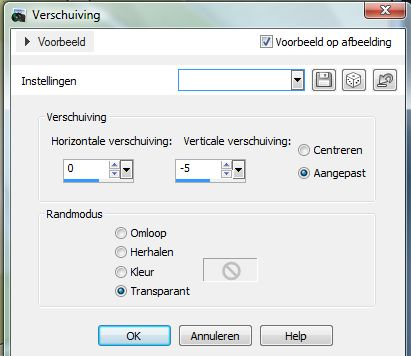 Verschuiving
Voorbeeld
Voorbeeld op afbeelding
Instellingen
Verschuiving
Horizontale verschuiving: Verticale verschuiving:
0 -5
Centreren
Aangepast
Randmodus
Omloop
Herhalen
Kleur
Transparant
OK Annuleren Help